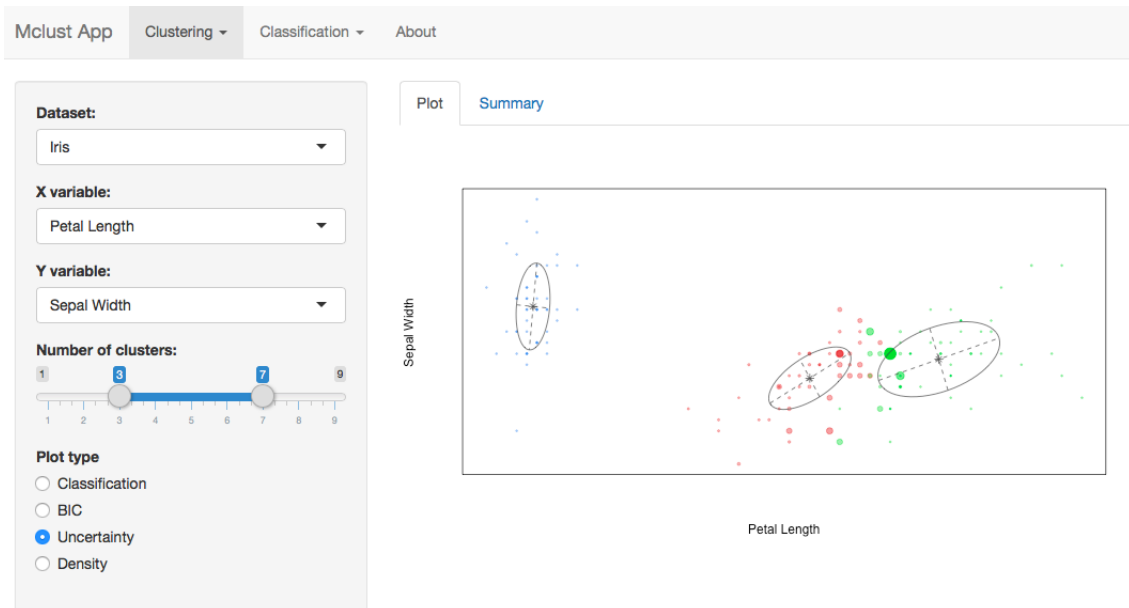 Mclust App Clustering Classification About
Dataset:
Iris
X variable:
Petal Length
Y variable:
Sepal Width
Number of clusters:
1 3 7 9
1 2 3 4 5 6 7 8 9
Plot type
Classification
BIC
Uncertainty
Density
Plot Summary
Sepal Width
Petal Length